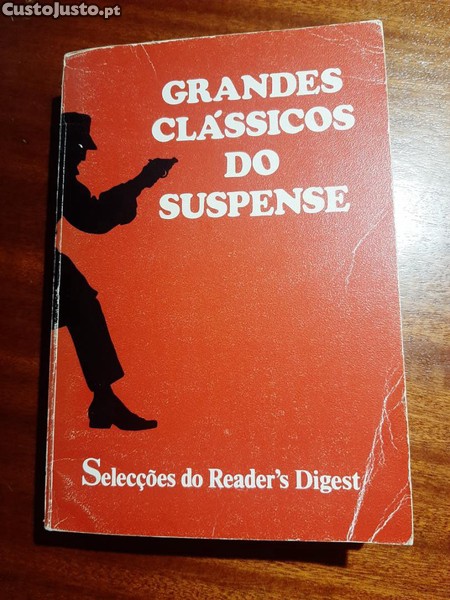 CustoJusto.pt
GRANDES
CLÁSSICOS
DO
SUSPENSE
Selecções do Reader's Digest